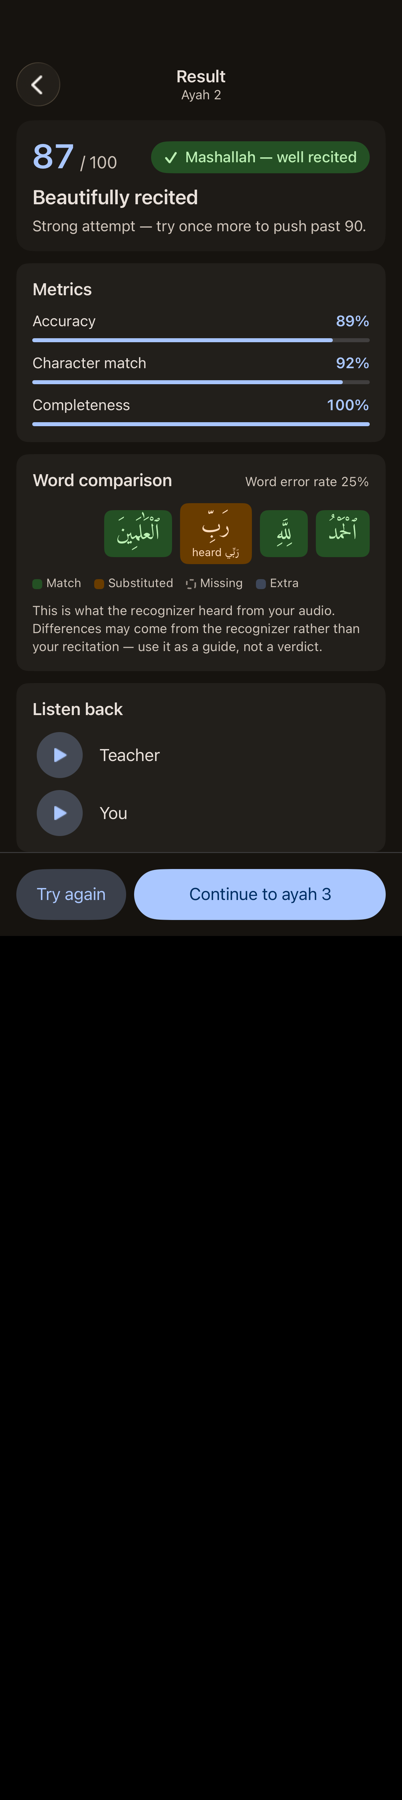 Result
Ayah 2
87 / 100
Mashallah — well recited
Beautifully recited
Strong attempt — try once more to push past 90.
Metrics
Accuracy 89%
Character match 92%
Completeness 100%
Word comparison Word error rate 25%
ٱلْحَمْدُ لِلَّهِ رَبِّ ٱلْعَٰلَمِينَ
heard رَبِّي
Match Substituted Missing Extra
This is what the recognizer heard from your audio.
Differences may come from the recognizer rather than
your recitation — use it as a guide, not a verdict.
Listen back
Teacher
You
Try again Continue to ayah 3